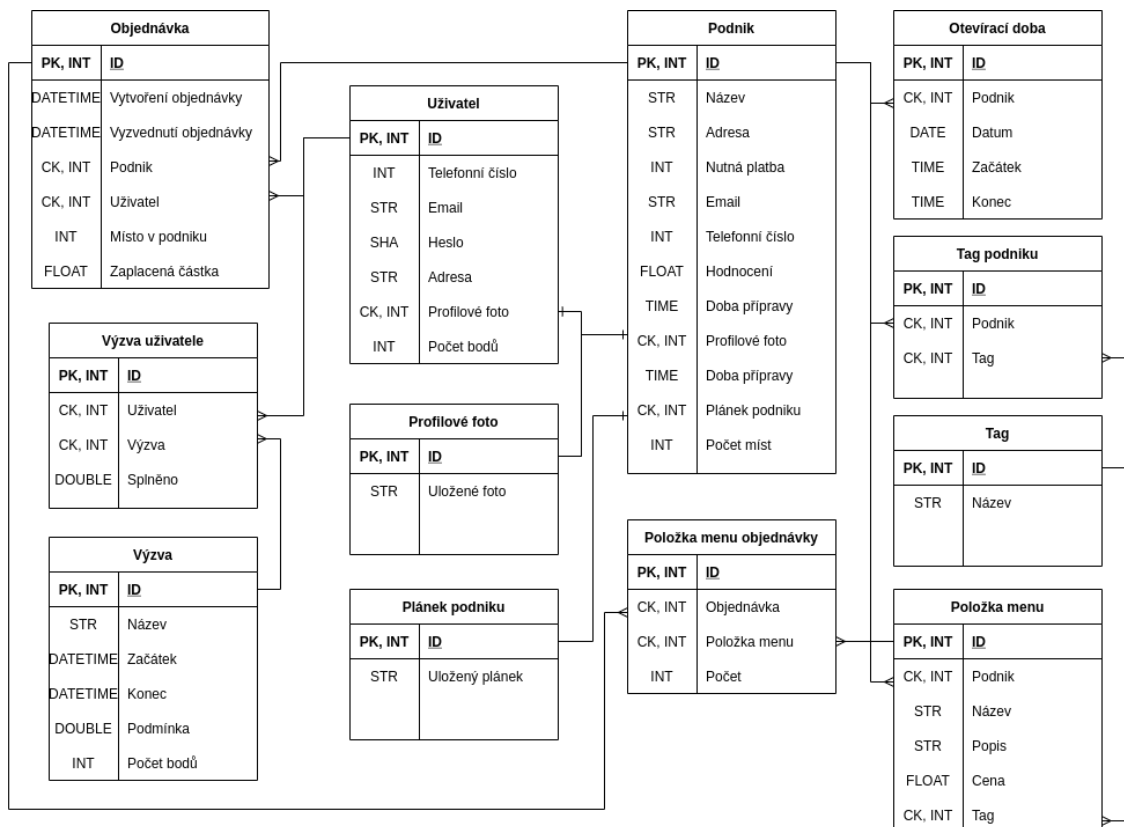 Objednávka
PK, INT ID
DATETIME Vytvoření objednávky
DATETIME Vyzvednutí objednávky
CK, INT Podnik
CK, INT Uživatel
INT Místo v podniku
FLOAT Zaplacená částka
Výzva uživatele
PK, INT ID
CK, INT Uživatel
CK, INT Výzva
DOUBLE Splněno
Výzva
PK, INT ID
STR Název
DATETIME Začátek
DATETIME Konec
DOUBLE Podmínka
INT Počet bodů
Uživatel
PK, INT ID
INT Telefonní číslo
STR Email
SHA Heslo
STR Adresa
CK, INT Profilové foto
INT Počet bodů
Profilové foto
PK, INT ID
STR Uložené foto
Plánek podniku
PK, INT ID
STR Uložený plánek
Podnik
PK, INT ID
STR Název
STR Adresa
INT Nutná platba
STR Email
INT Telefonní číslo
FLOAT Hodnocení
TIME Doba přípravy
CK, INT Profilové foto
TIME Doba přípravy
CK, INT Plánek podniku
INT Počet míst
Položka menu objednávky
PK, INT ID
CK, INT Objednávka
CK, INT Položka menu
INT Počet
Otevírací doba
PK, INT ID
CK, INT Podnik
DATE Datum
TIME Začátek
TIME Konec
Tag podniku
PK, INT ID
CK, INT Podnik
CK, INT Tag
Tag
PK, INT ID
STR Název
Položka menu
PK, INT ID
CK, INT Podnik
STR Název
STR Popis
FLOAT Cena
CK, INT Tag